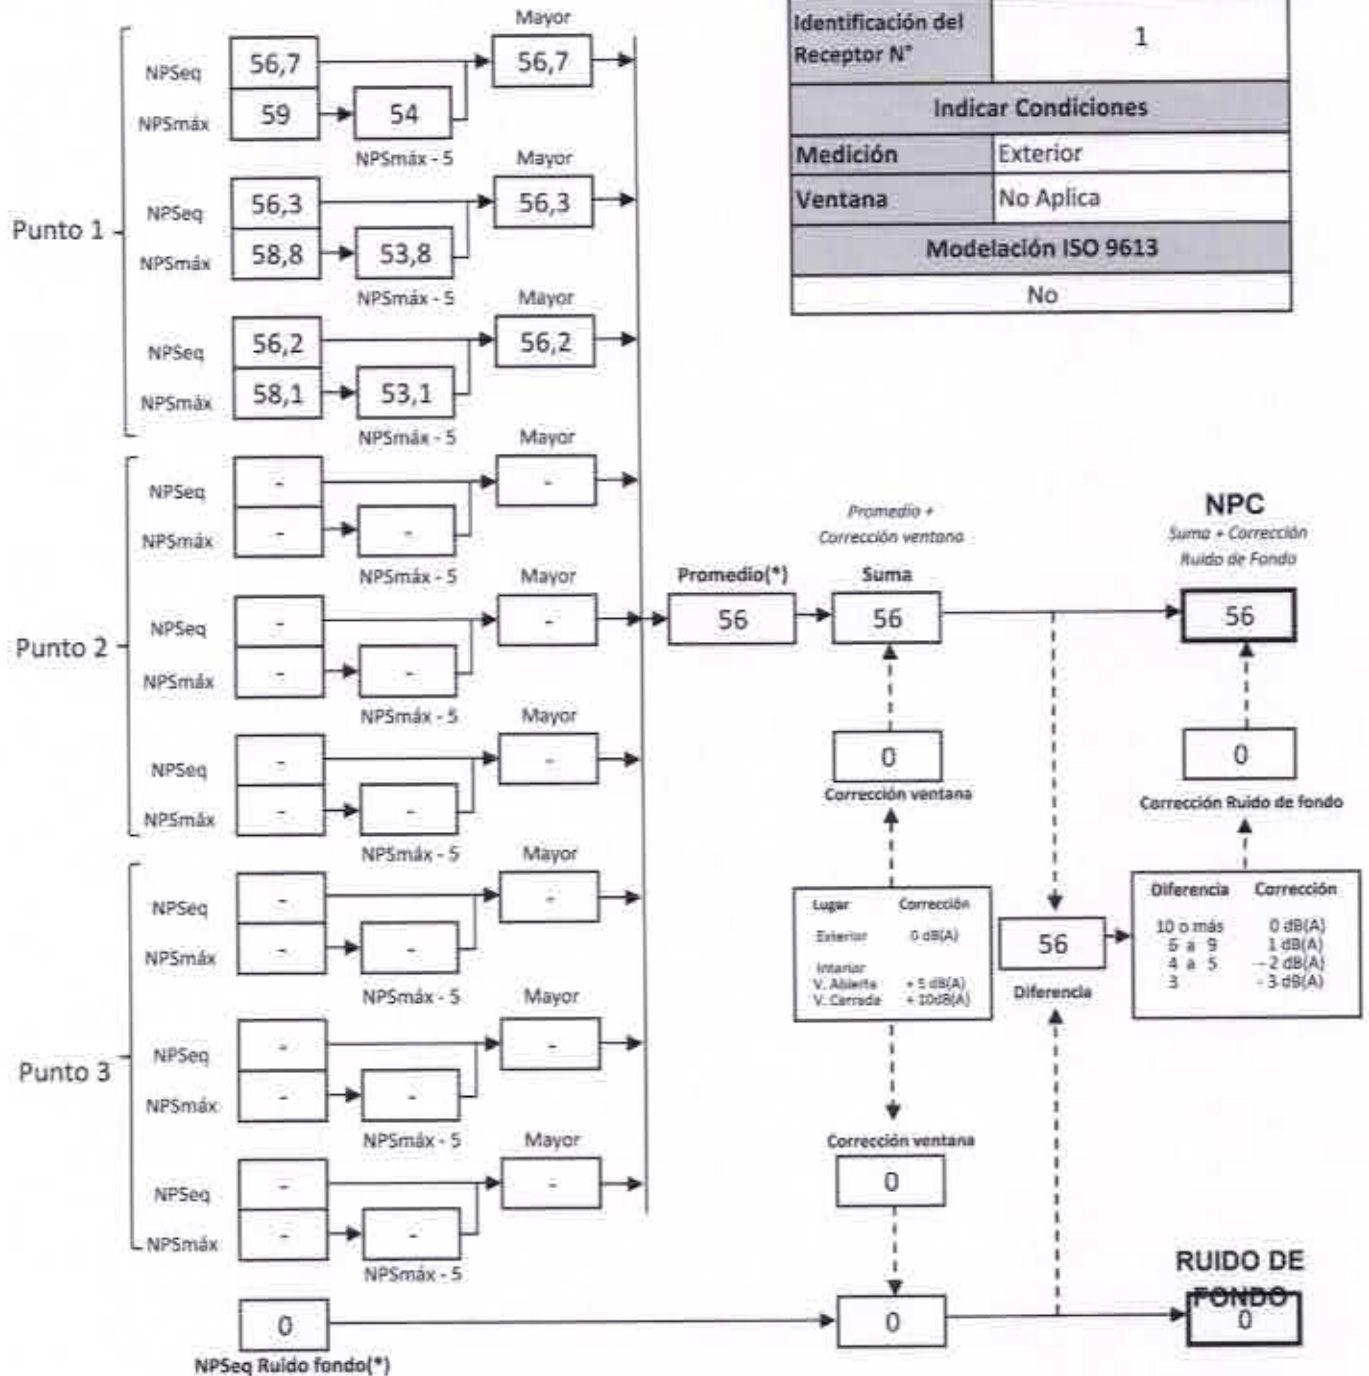 Identificación del Receptor N° 1
Indicar Condiciones
Medición Exterior
Ventana No Aplica
Modelación ISO 9613
No
Punto 1
Mayor
NPSeq 56,7 56,7
NPSmáx 59 54
NPSmáx - 5
Mayor
NPSeq 56,3 56,3
NPSmáx 58,8 53,8
NPSmáx - 5
Mayor
NPSeq 56,2 56,2
NPSmáx 58,1 53,1
NPSmáx - 5
Punto 2
Mayor
NPSeq - -
NPSmáx - -
NPSmáx - 5
Mayor
NPSeq - -
NPSmáx - -
NPSmáx - 5
Mayor
NPSeq - -
NPSmáx - -
NPSmáx - 5
Punto 3
Mayor
NPSeq - -
NPSmáx - -
NPSmáx - 5
Mayor
NPSeq - -
NPSmáx - -
NPSmáx - 5
Mayor
NPSeq - -
NPSmáx - -
NPSmáx - 5
0
NPSeq Ruido fondo(*)
Promedio(*)
56
Promedio +
Corrección ventana
Suma
56
0
Corrección ventana
Lugar Corrección
Exterior 0 dB(A)
Interior
V. Abierta + 5 dB(A)
V. Cerrada + 10dB(A)
Corrección ventana
0
0
56
Diferencia
NPC
Suma + Corrección
Ruido de Fondo
56
0
Corrección Ruido de fondo
Diferencia Corrección
10 o más 0 dB(A)
6 a 9 1 dB(A)
4 a 5 - 2 dB(A)
3 - 3 dB(A)
RUIDO DE
FONDO
0